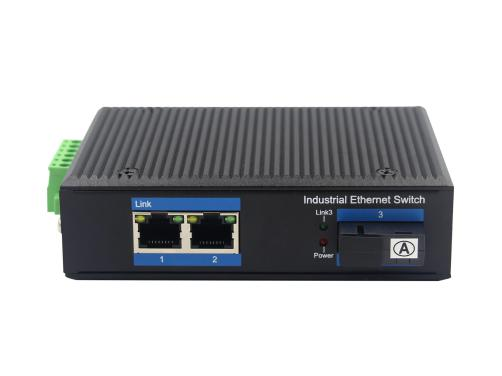 Industrial Ethernet Switch
Link
Link3
3
A
1
2
Power